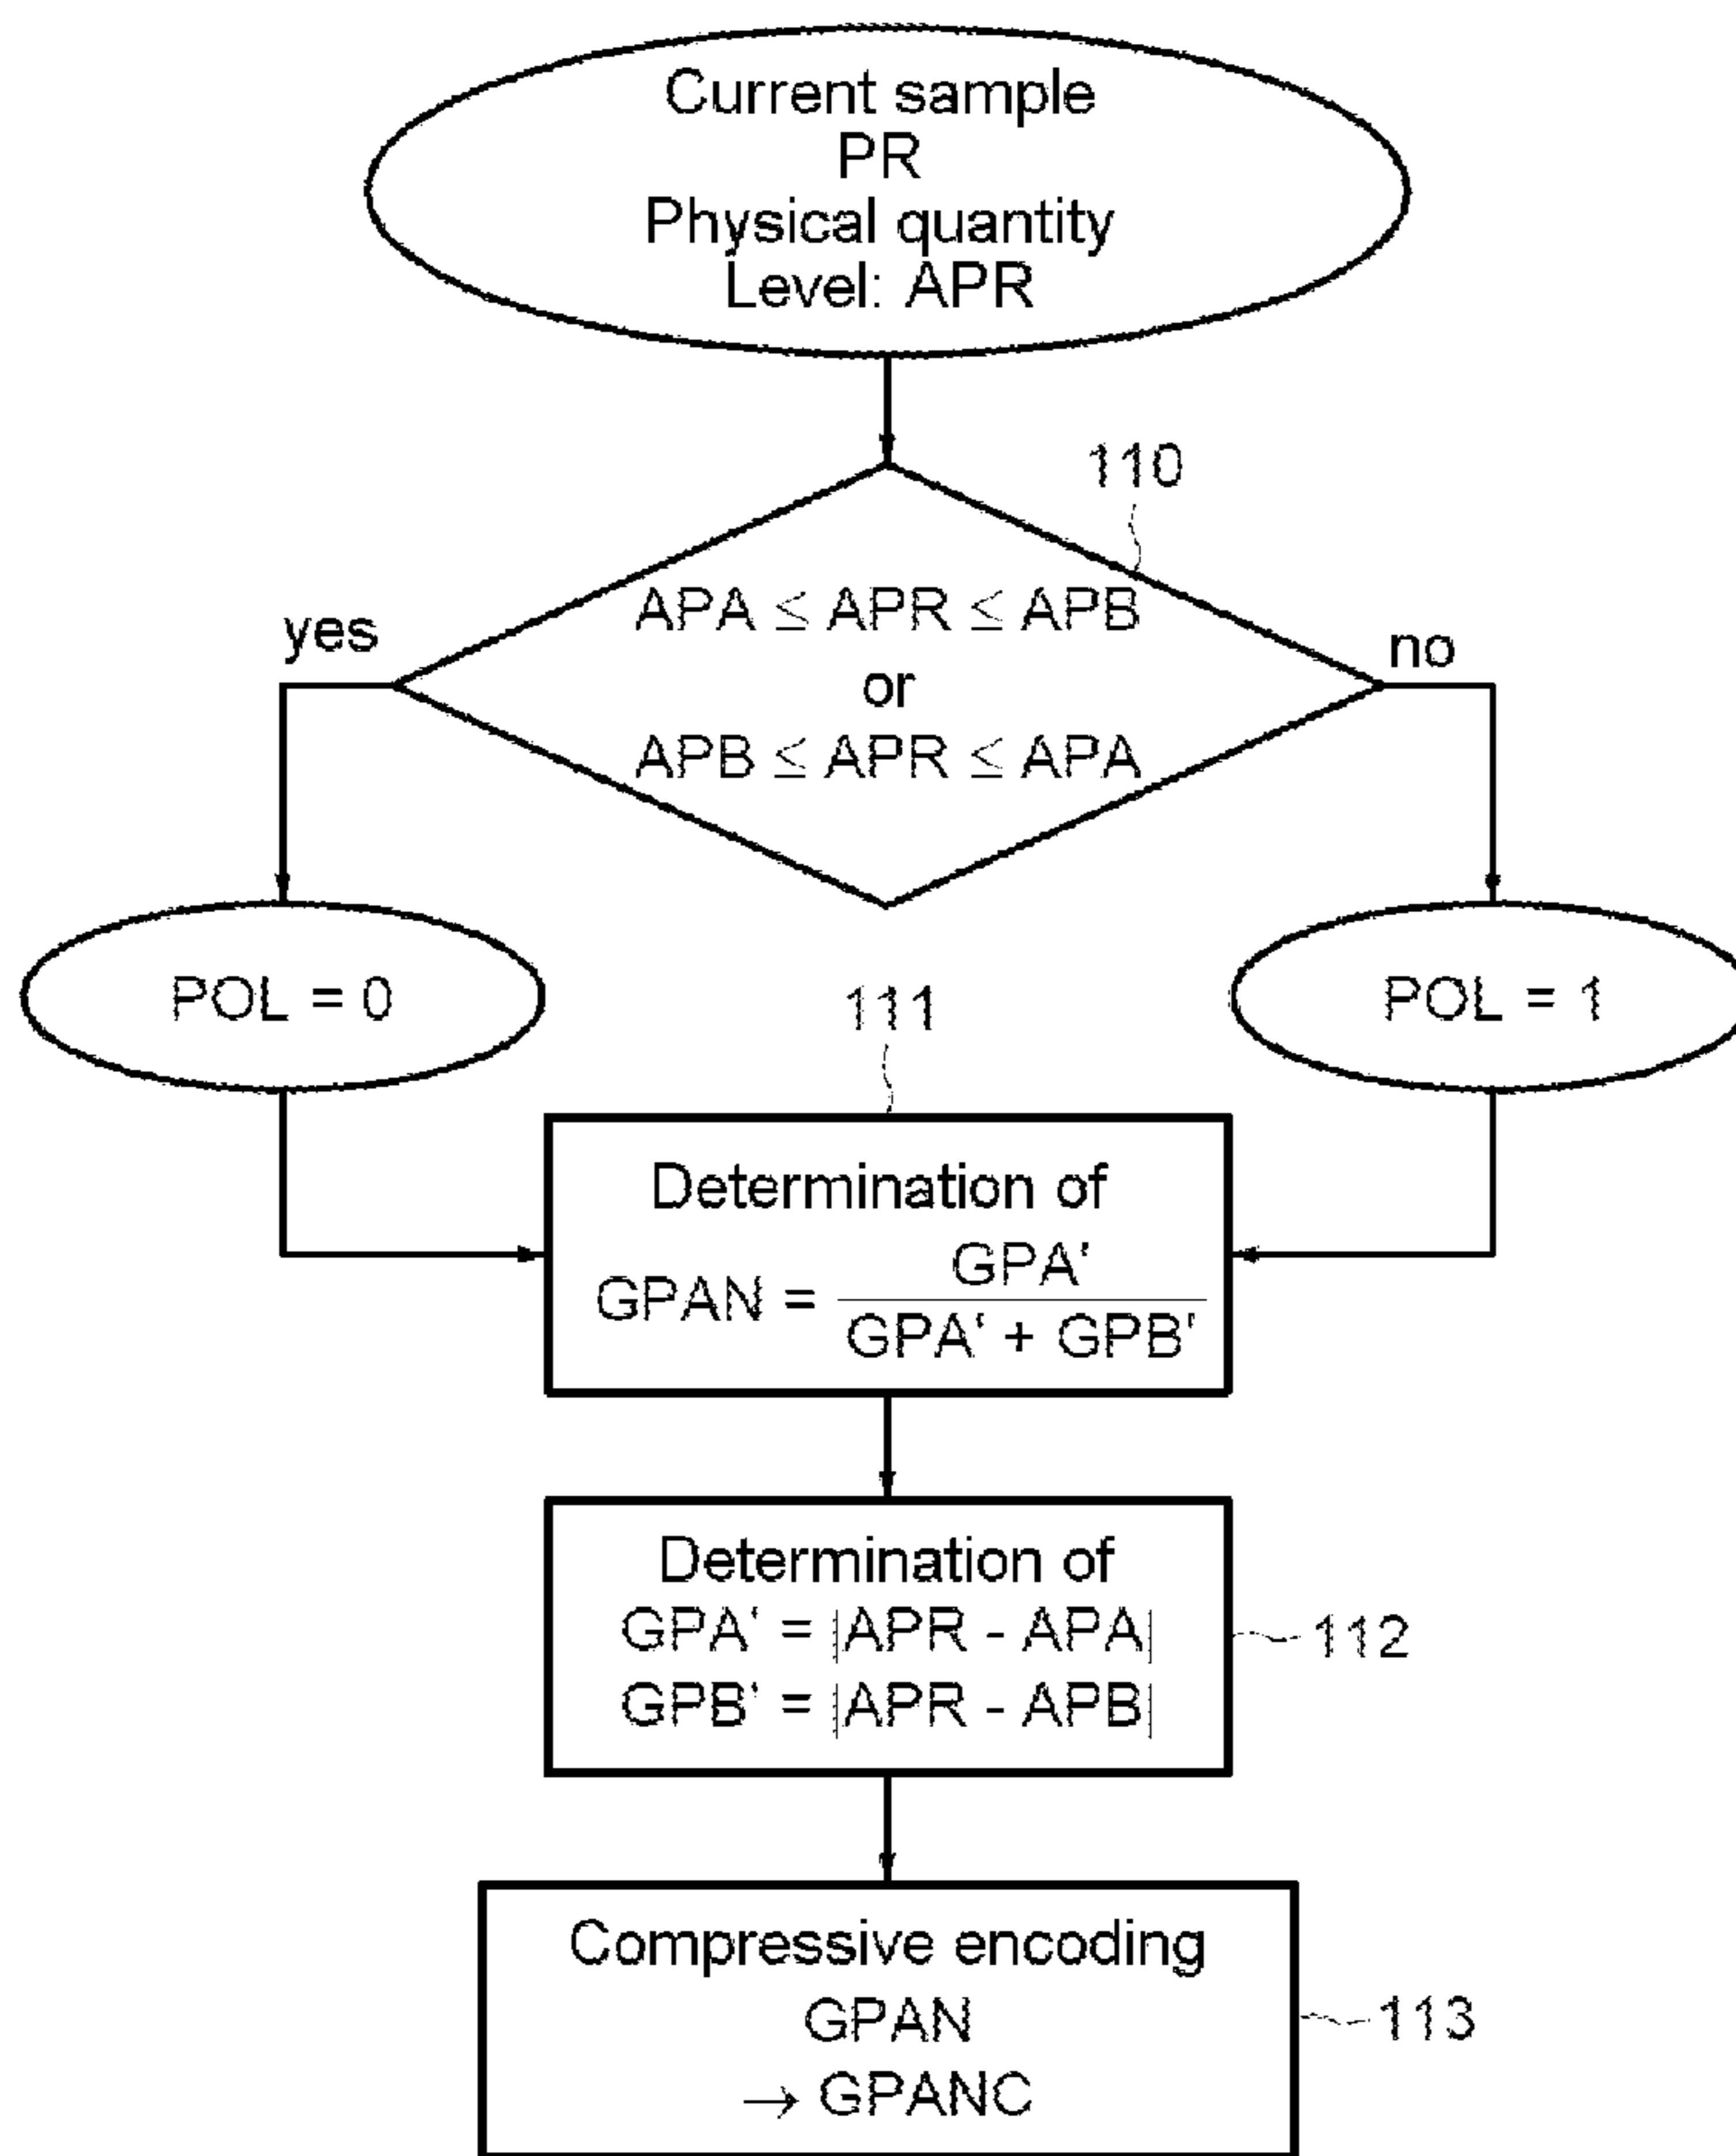 Current sample
PR
Physical quantity
Level: APR
110
APA ≤ APR ≤ APB
or
APB ≤ APR ≤ APA
yes
no
POL = 0
POL = 1
111
Determination of
GPAN = GPA' / GPA' + GPB'
Determination of
GPA' = |APR - APA|
GPB' = |APR - APB|
112
Compressive encoding
GPAN
→ GPANC
113